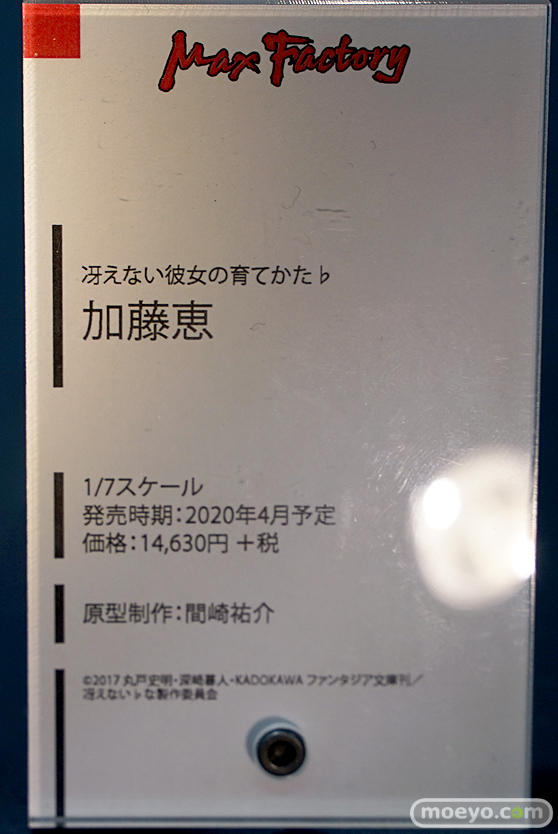 Max Factory
冴えない彼女の育てかた♭
加藤恵
1/7スケール
発売時期：2020年4月予定
価格：14,630円＋税
原型制作：間崎祐介
©2017 丸戸史明・深崎暮人・KADOKAWA ファンタジア文庫刊／
冴えない♭な製作委員会
moeyo.com